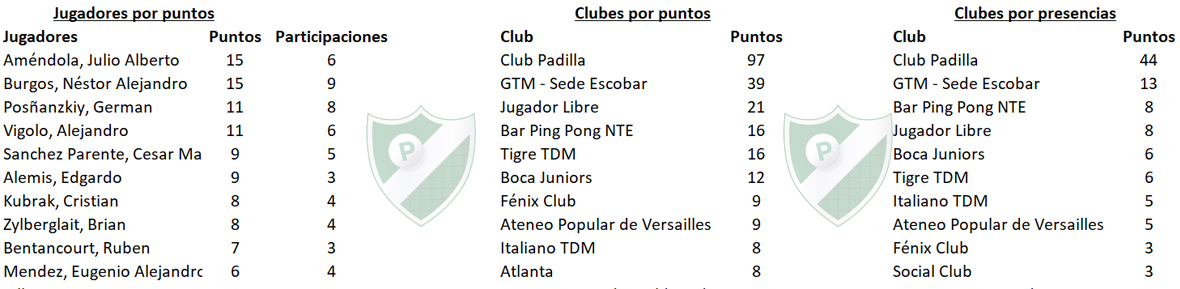 Jugadores por puntos
Jugadores Puntos Participaciones
Améndola, Julio Alberto 15 6
Burgos, Néstor Alejandro 15 9
Posñanzkiy, German 11 8
Vigolo, Alejandro 11 6
Sanchez Parente, Cesar Ma 9 5
Alemis, Edgardo 9 3
Kubrak, Cristian 8 4
Zylberglait, Brian 8 4
Bentancourt, Ruben 7 3
Mendez, Eugenio Alejandro 6 4
P
Clubes por puntos
Club Puntos
Club Padilla 97
GTM - Sede Escobar 39
Jugador Libre 21
Bar Ping Pong NTE 16
Tigre TDM 16
Boca Juniors 12
Fénix Club 9
Ateneo Popular de Versailles 9
Italiano TDM 8
Atlanta 8
P
Clubes por presencias
Club Puntos
Club Padilla 44
GTM - Sede Escobar 13
Bar Ping Pong NTE 8
Jugador Libre 8
Boca Juniors 6
Tigre TDM 6
Italiano TDM 5
Ateneo Popular de Versailles 5
Fénix Club 3
Social Club 3